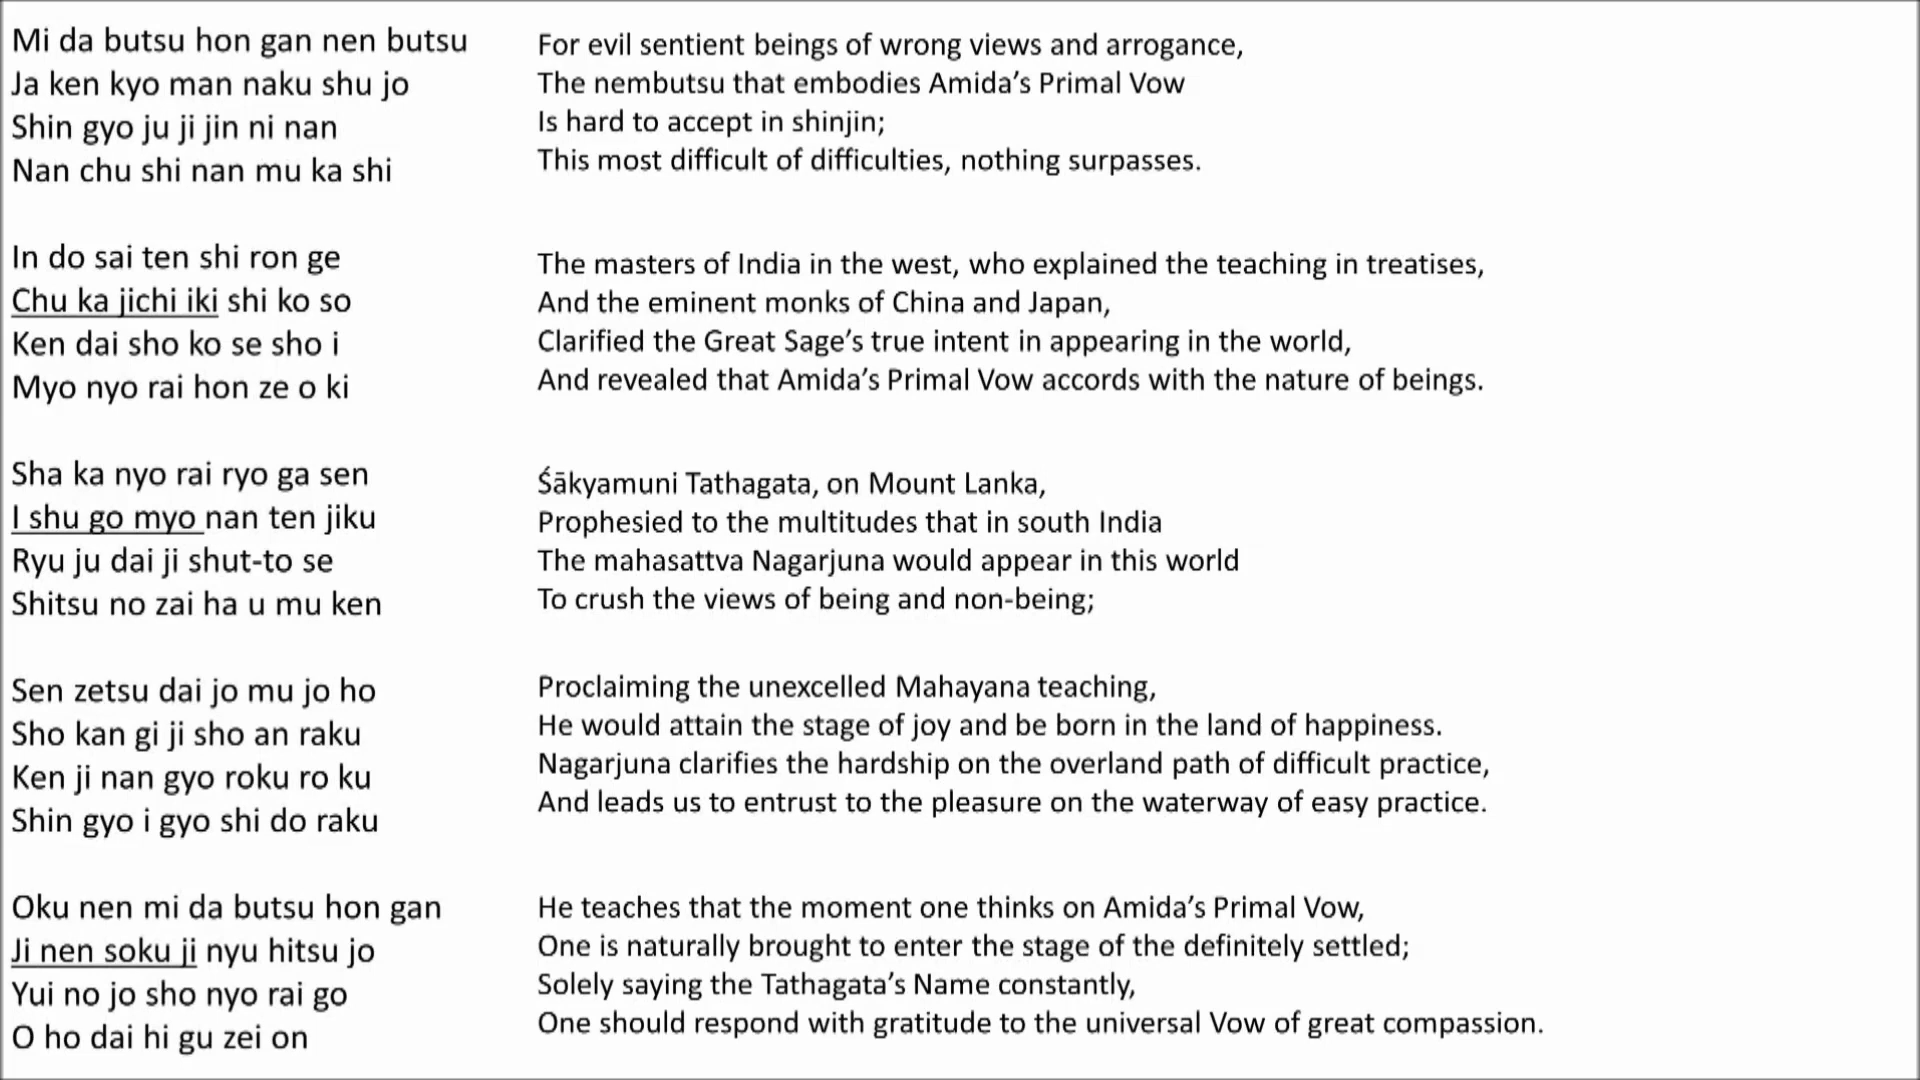 Mi da butsu hon gan nen butsu
Ja ken kyo man naku shu jo
Shin gyo ju ji jin ni nan
Nan chu shi nan mu ka shi
For evil sentient beings of wrong views and arrogance,
The nembutsu that embodies Amida’s Primal Vow
Is hard to accept in shinjin;
This most difficult of difficulties, nothing surpasses.
In do sai ten shi ron ge
Chu ka jichi iki shi ko so
Ken dai sho ko se sho i
Myo nyo rai hon ze o ki
The masters of India in the west, who explained the teaching in treatises,
And the eminent monks of China and Japan,
Clarified the Great Sage’s true intent in appearing in the world,
And revealed that Amida’s Primal Vow accords with the nature of beings.
Sha ka nyo rai ryo ga sen
I shu go myo nan ten jiku
Ryu ju dai ji shut-to se
Shitsu no zai ha u mu ken
Śākyamuni Tathagata, on Mount Lanka,
Prophesied to the multitudes that in south India
The mahasattva Nagarjuna would appear in this world
To crush the views of being and non-being;
Sen zetsu dai jo mu jo ho
Sho kan gi ji sho an raku
Ken ji nan gyo roku ro ku
Shin gyo i gyo shi do raku
Proclaiming the unexcelled Mahayana teaching,
He would attain the stage of joy and be born in the land of happiness.
Nagarjuna clarifies the hardship on the overland path of difficult practice,
And leads us to entrust to the pleasure on the waterway of easy practice.
Oku nen mi da butsu hon gan
Ji nen soku ji nyu hitsu jo
Yui no jo sho nyo rai go
O ho dai hi gu zei on
He teaches that the moment one thinks on Amida’s Primal Vow,
One is naturally brought to enter the stage of the definitely settled;
Solely saying the Tathagata’s Name constantly,
One should respond with gratitude to the universal Vow of great compassion.